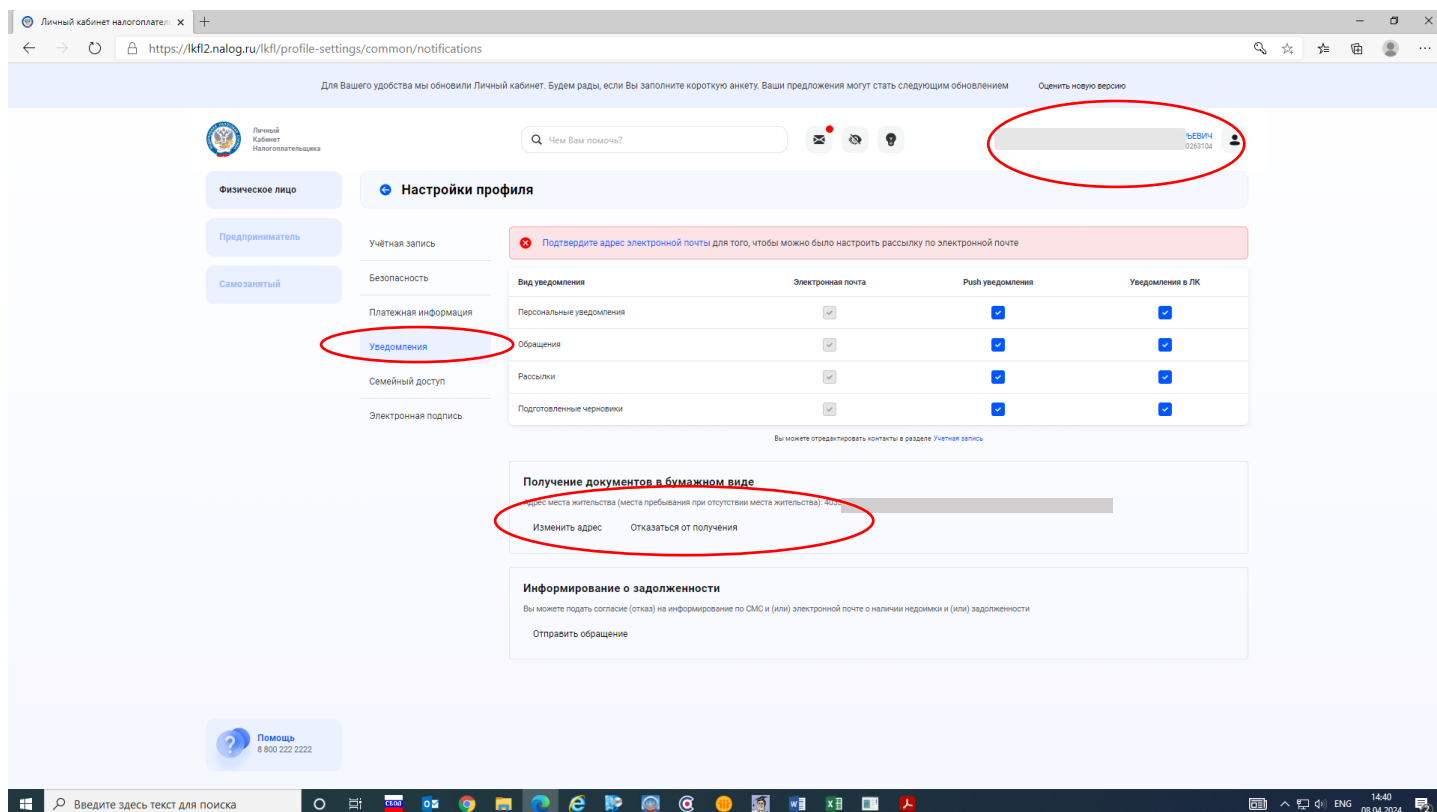 Личный кабинет налогоплател
https://lkfl2.nalog.ru/lkfl/profile-settings/common/notifications
Для Вашего удобства мы обновили Личный кабинет. Будем рады, если Вы заполните короткую анкету. Ваши предложения могут стать следующим обновлением Оценить новую версию
Личный
Кабинет
Налогоплательщика
Чем Вам помочь?
ЬЕВИЧ
0263104
Физическое лицо
Предприниматель
Самозанятый
Настройки профиля
Учётная запись
Безопасность
Платежная информация
Уведомления
Семейный доступ
Электронная подпись
Подтвердите адрес электронной почты для того, чтобы можно было настроить рассылку по электронной почте
Вид уведомления Электронная почта Push уведомления Уведомления в ЛК
Персональные уведомления
Обращения
Рассылки
Подготовленные черновики
Вы можете отредактировать контакты в разделе Учетная запись
Получение документов в бумажном виде
Адрес места жительства (места пребывания при отсутствии места жительства):
Изменить адрес Отказаться от получения
Информирование о задолженности
Вы можете подать согласие (отказ) на информирование по СМС и (или) электронной почте о наличии недоимки и (или) задолженности
Отправить обращение
Помощь
8 800 222 2222
Введите здесь текст для поиска
ENG
14:40
08.04.2024